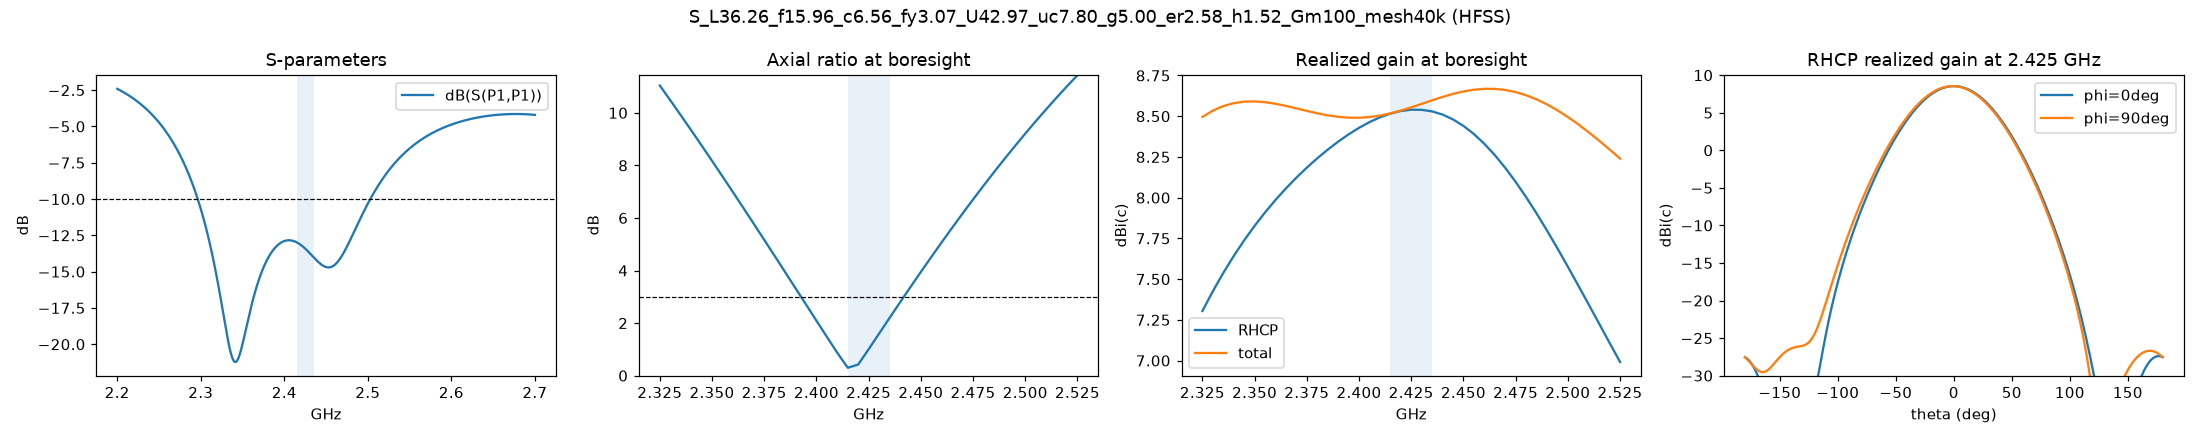 S_L36.26_f15.96_c6.56_fy3.07_U42.97_uc7.80_g5.00_er2.58_h1.52_Gm100_mesh40k (HFSS)
S-parameters
dB(S(P1,P1))
−2.5
−5.0
−7.5
−10.0
−12.5
−15.0
−17.5
−20.0
dB
2.2 2.3 2.4 2.5 2.6 2.7
GHz
Axial ratio at boresight
10
8
6
4
2
0
dB
2.325 2.350 2.375 2.400 2.425 2.450 2.475 2.500 2.525
GHz
Realized gain at boresight
8.75
8.50
8.25
8.00
7.75
7.50
7.25
7.00
dBi(c)
RHCP
total
2.325 2.350 2.375 2.400 2.425 2.450 2.475 2.500 2.525
GHz
RHCP realized gain at 2.425 GHz
phi=0deg
phi=90deg
10
5
0
−5
−10
−15
−20
−25
−30
dBi(c)
−150 −100 −50 0 50 100 150
theta (deg)